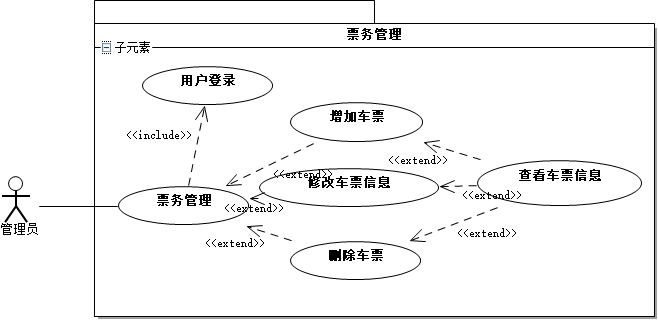 票务管理
子元素
用户登录
<<include>>
增加车票
<<extend>>
<<extend>>
修改车票信息
查看车票信息
<<extend>>
票务管理
<<extend>>
管理员
<<extend>>
<<extend>>
删除车票